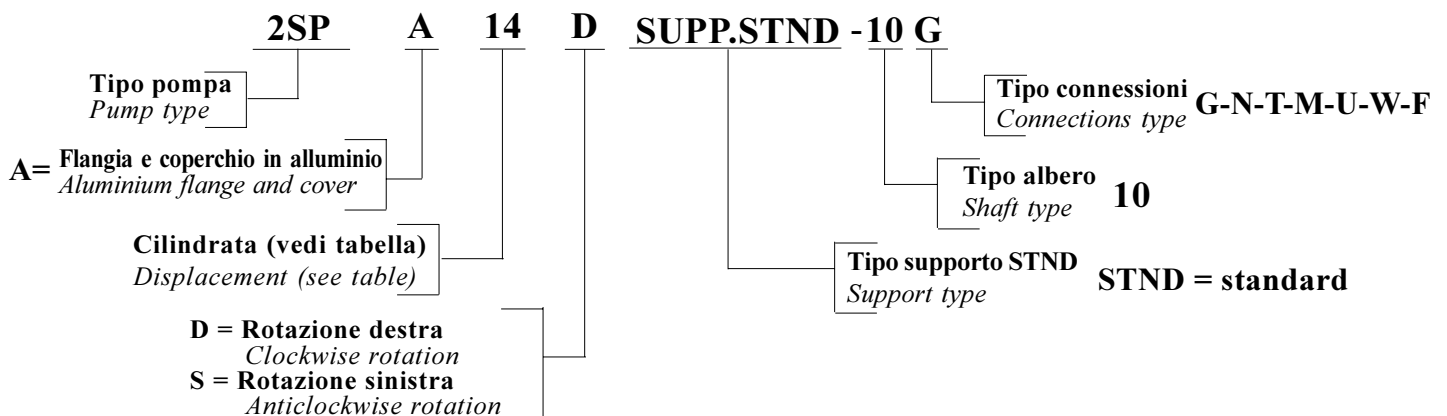 2SP A 14 D SUPP.STND -10 G
Tipo pompa
Pump type
Tipo connessioni
Connections type
G-N-T-M-U-W-F
A= Flangia e coperchio in alluminio
Aluminium flange and cover
Tipo albero
Shaft type
10
Cilindrata (vedi tabella)
Displacement (see table)
Tipo supporto STND
Support type
STND = standard
D = Rotazione destra
Clockwise rotation
S = Rotazione sinistra
Anticlockwise rotation